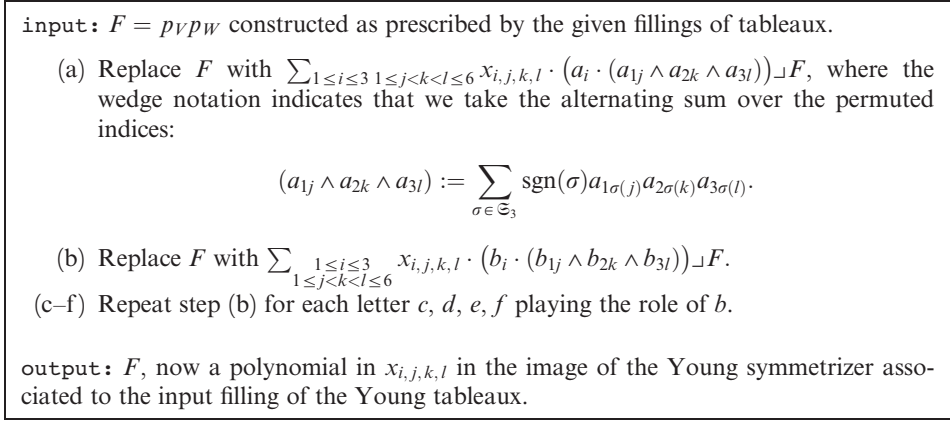 input: F = p_V p_W constructed as prescribed by the given fillings of tableaux.
(a) Replace F with ∑_{1≤i≤3 1≤j<k<l≤6} x_{i,j,k,l} · (a_i · (a_{1j} ∧ a_{2k} ∧ a_{3l}))⌟F, where the
wedge notation indicates that we take the alternating sum over the permuted
indices:
(a_{1j} ∧ a_{2k} ∧ a_{3l}) := ∑_{σ∈𝔖_3} sgn(σ)a_{1σ(j)}a_{2σ(k)}a_{3σ(l)}.
(b) Replace F with ∑_{1≤i≤3 1≤j<k<l≤6} x_{i,j,k,l} · (b_i · (b_{1j} ∧ b_{2k} ∧ b_{3l}))⌟F.
(c–f) Repeat step (b) for each letter c, d, e, f playing the role of b.
output: F, now a polynomial in x_{i,j,k,l} in the image of the Young symmetrizer asso-
ciated to the input filling of the Young tableaux.